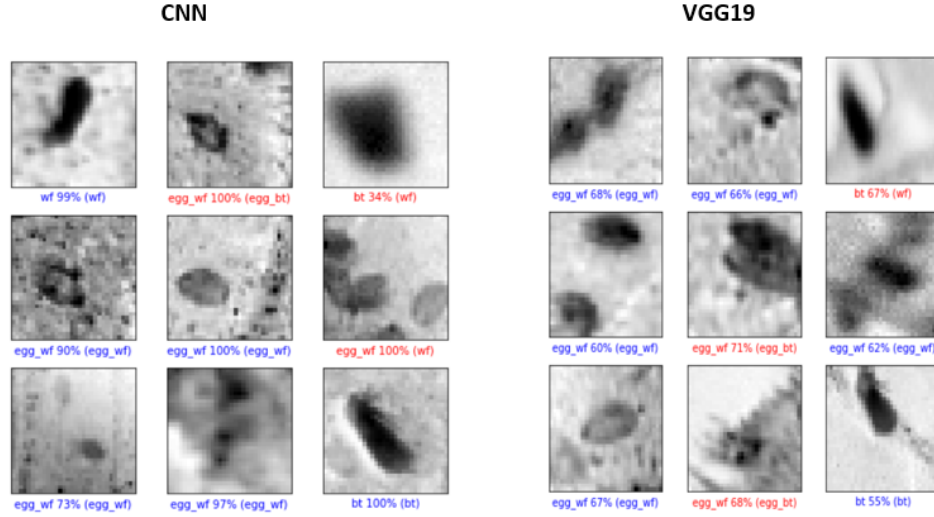 CNN
VGG19
wf 99% (wf)
egg_wf 100% (egg_bt)
bt 34% (wf)
egg_wf 68% (egg_wf)
egg_wf 66% (egg_wf)
bt 67% (wf)
egg_wf 90% (egg_wf)
egg_wf 100% (egg_wf)
egg_wf 100% (wf)
egg_wf 60% (egg_wf)
egg_wf 71% (egg_bt)
egg_wf 62% (egg_wf)
egg_wf 73% (egg_wf)
egg_wf 97% (egg_wf)
bt 100% (bt)
egg_wf 67% (egg_wf)
egg_wf 68% (egg_bt)
bt 55% (bt)